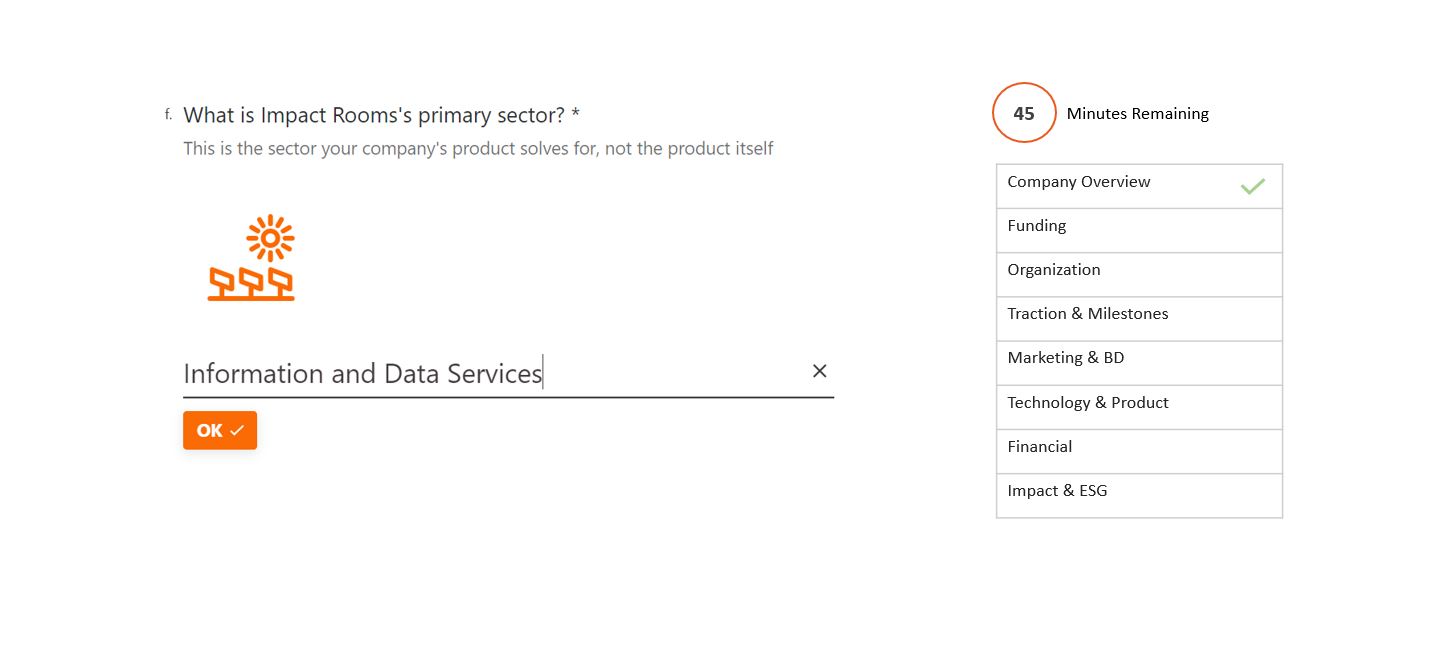 f. What is Impact Rooms's primary sector? *
This is the sector your company's product solves for, not the product itself
Information and Data Services
OK
45 Minutes Remaining
Company Overview
Funding
Organization
Traction & Milestones
Marketing & BD
Technology & Product
Financial
Impact & ESG